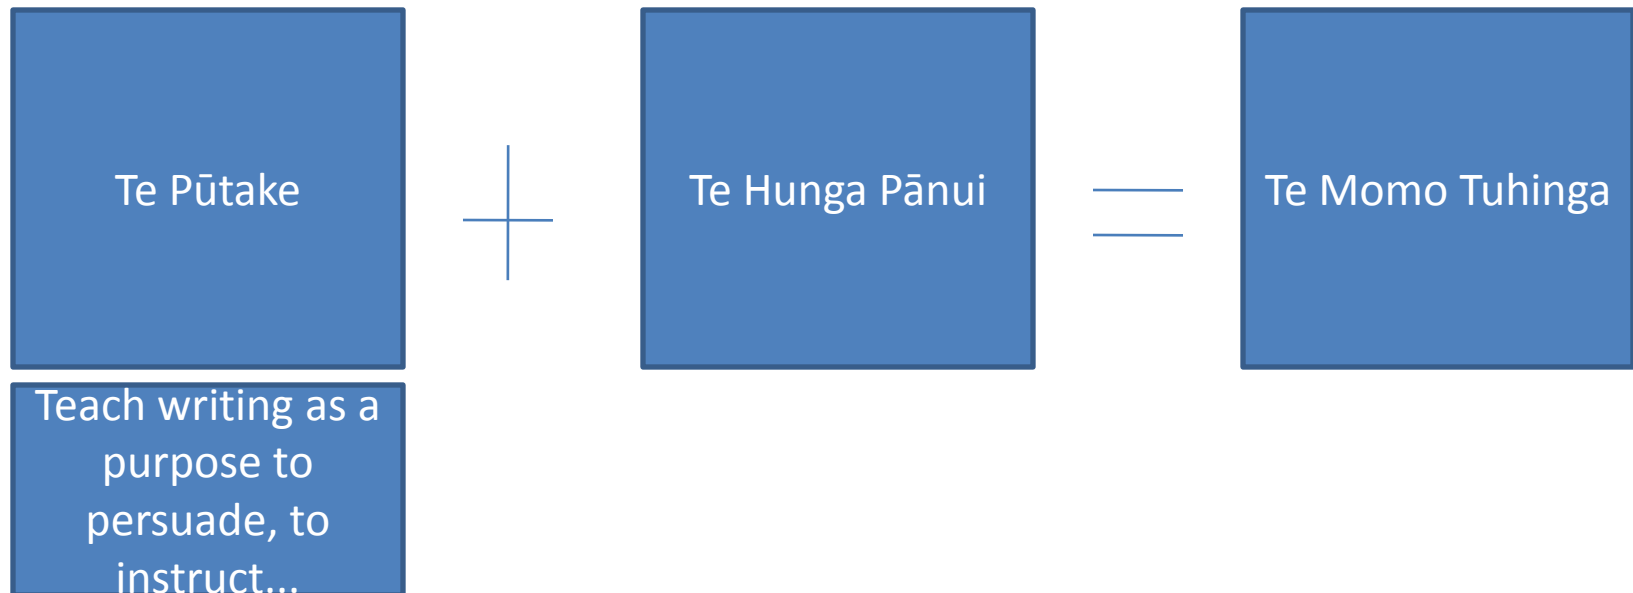 Te Pūtake
Te Hunga Pānui
Te Momo Tuhinga
Teach writing as a
purpose to
persuade, to
instruct...